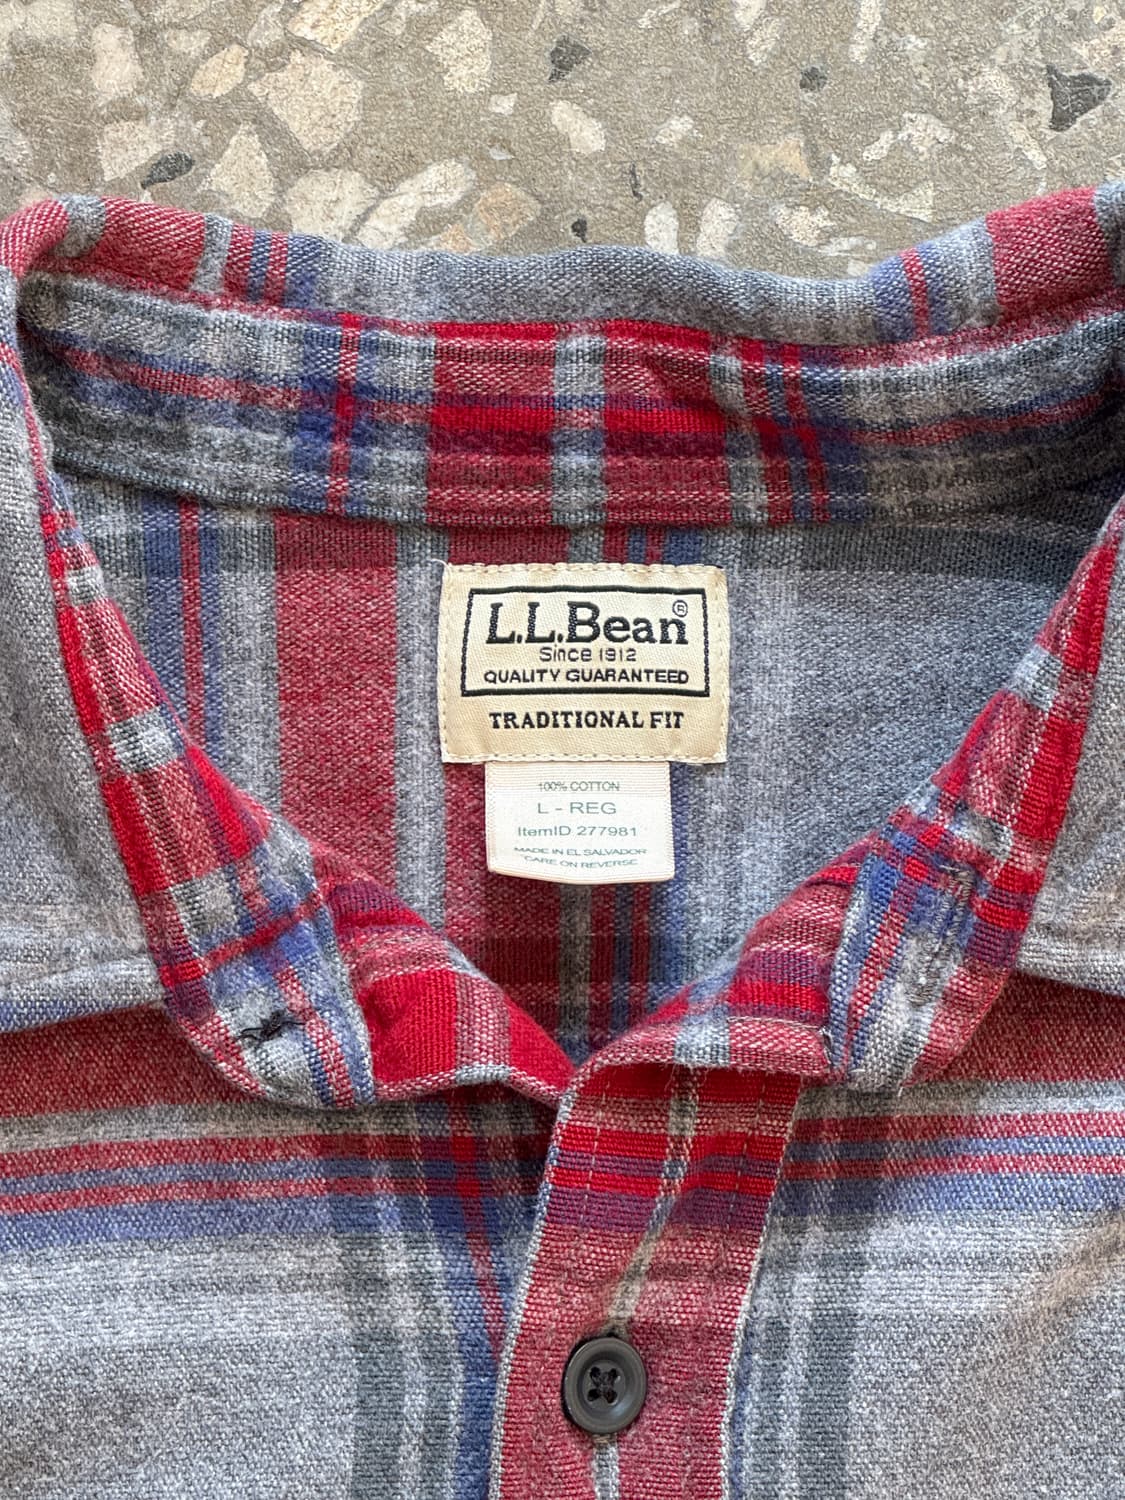 L.L.Bean®
Since 1912
QUALITY GUARANTEED
TRADITIONAL FIT
100% COTTON
L - REG
ItemID 277981
MADE IN EL SALVADOR
CARE ON REVERSE